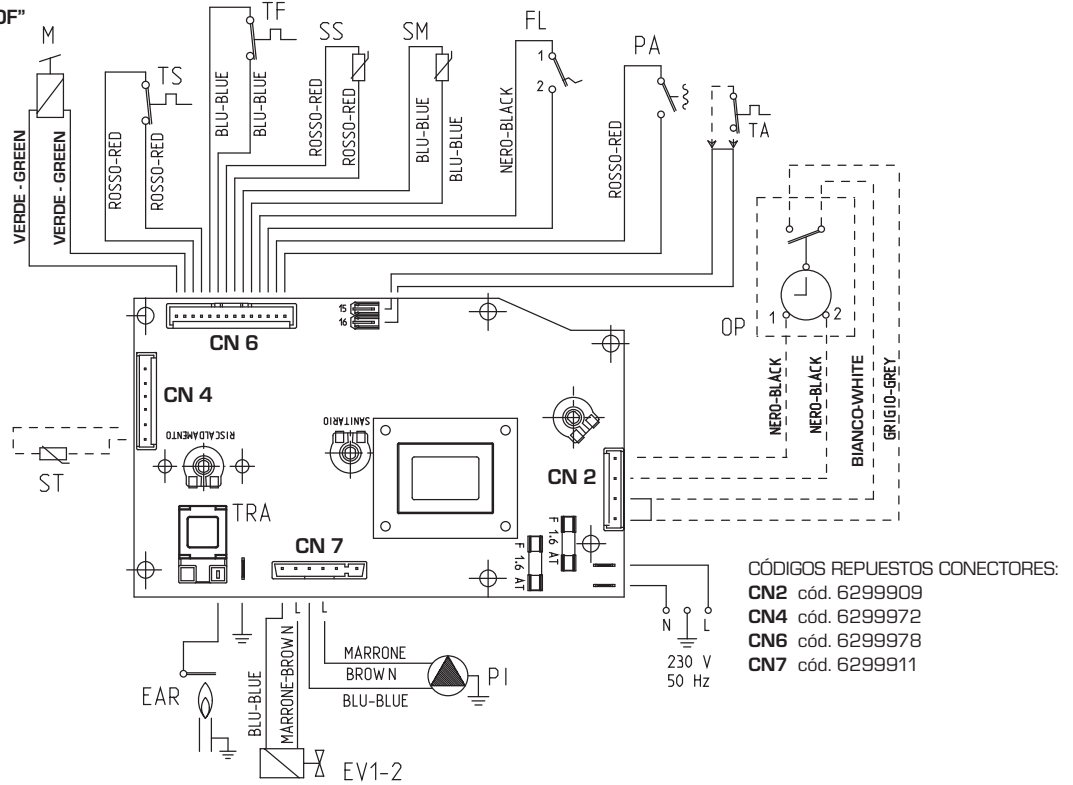 OF”
M
TS
TF
SS
SM
FL
1
2
PA
TA
VERDE - GREEN
VERDE - GREEN
ROSSO-RED
ROSSO-RED
BLU-BLUE
BLU-BLUE
ROSSO-RED
ROSSO-RED
BLU-BLUE
BLU-BLUE
NERO-BLACK
ROSSO-RED
OP
1
2
NERO-BLACK
NERO-BLACK
BIANCO-WHITE
GRIGIO-GREY
15
16
CN 6
CN 4
RISCALDAMENTO
SANITARIO
ST
CN 2
TRA
CN 7
F 1.6 AT
F 1.6 AT
N
L
230 V
50 Hz
L
L
MARRONE
BROWN
BLU-BLUE
PI
EAR
BLU-BLUE
MARRONE-BROWN
EV1-2
CÓDIGOS REPUESTOS CONECTORES:
CN2 cód. 6299909
CN4 cód. 6299972
CN6 cód. 6299978
CN7 cód. 6299911